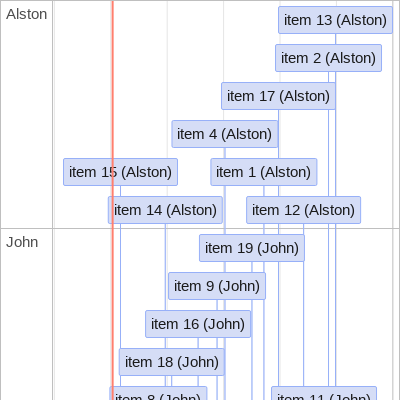 Alston
item 13 (Alston)
item 2 (Alston)
item 17 (Alston)
item 4 (Alston)
item 15 (Alston)
item 1 (Alston)
item 14 (Alston)
item 12 (Alston)
John
item 19 (John)
item 9 (John)
item 16 (John)
item 18 (John)
item 8 (John)
item 11 (John)